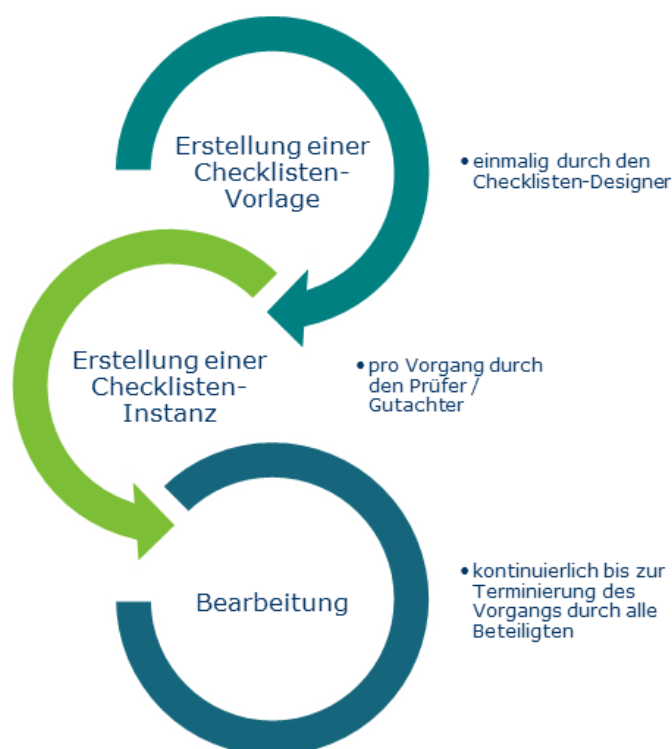 Erstellung einer
Checklisten-
Vorlage
• einmalig durch den
Checklisten-Designer
Erstellung einer
Checklisten-
Instanz
• pro Vorgang durch
den Prüfer /
Gutachter
Bearbeitung
• kontinuierlich bis zur
Terminierung des
Vorgangs durch alle
Beteiligten